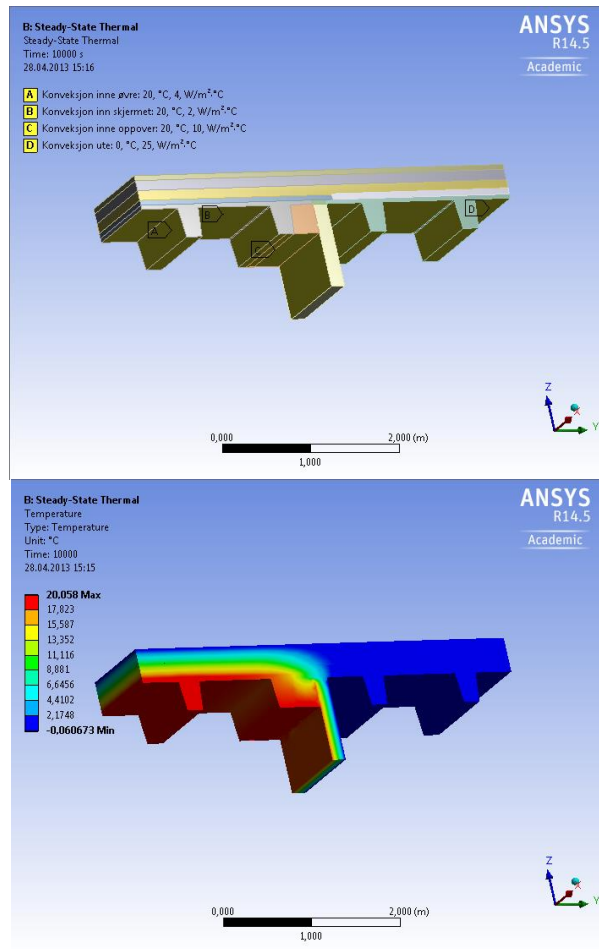 B: Steady-State Thermal
Steady-State Thermal
Time: 10000 s
28.04.2013 15:16
A Konveksjon inne øvre: 20, °C, 4, W/m²·°C
B Konveksjon inn skjermet: 20, °C, 2, W/m²·°C
C Konveksjon inne oppover: 20, °C, 10, W/m²·°C
D Konveksjon ute: 0, °C, 25, W/m²·°C
ANSYS
R14.5
Academic
A
B
C
D
Z
X
Y
0,000 2,000 (m)
1,000
B: Steady-State Thermal
Temperature
Type: Temperature
Unit: °C
Time: 10000
28.04.2013 15:15
ANSYS
R14.5
Academic
20,058 Max
17,823
15,587
13,352
11,116
8,881
6,6456
4,4102
2,1748
-0,060673 Min
Z
X
Y
0,000 2,000 (m)
1,000